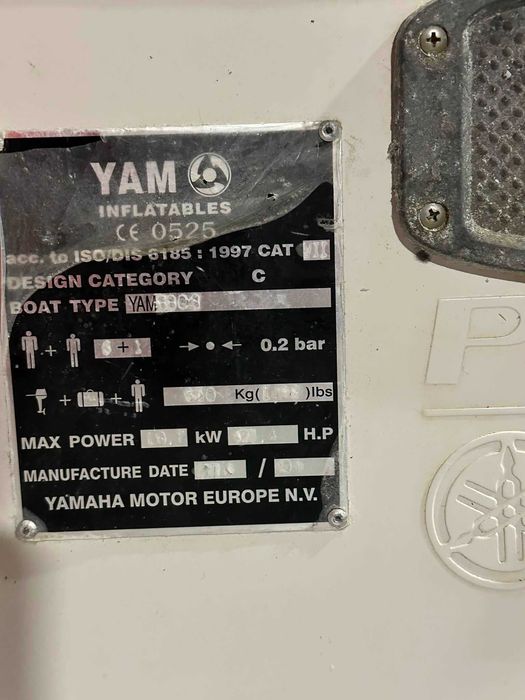 YAM
INFLATABLES
CE 0525
acc. to ISO/DIS 6185 : 1997 CAT VII
DESIGN CATEGORY C
BOAT TYPE
+ → • ← 0.2 bar
+ + Kg( )lbs
MAX POWER kW H.P
MANUFACTURE DATE /
YAMAHA MOTOR EUROPE N.V.
P